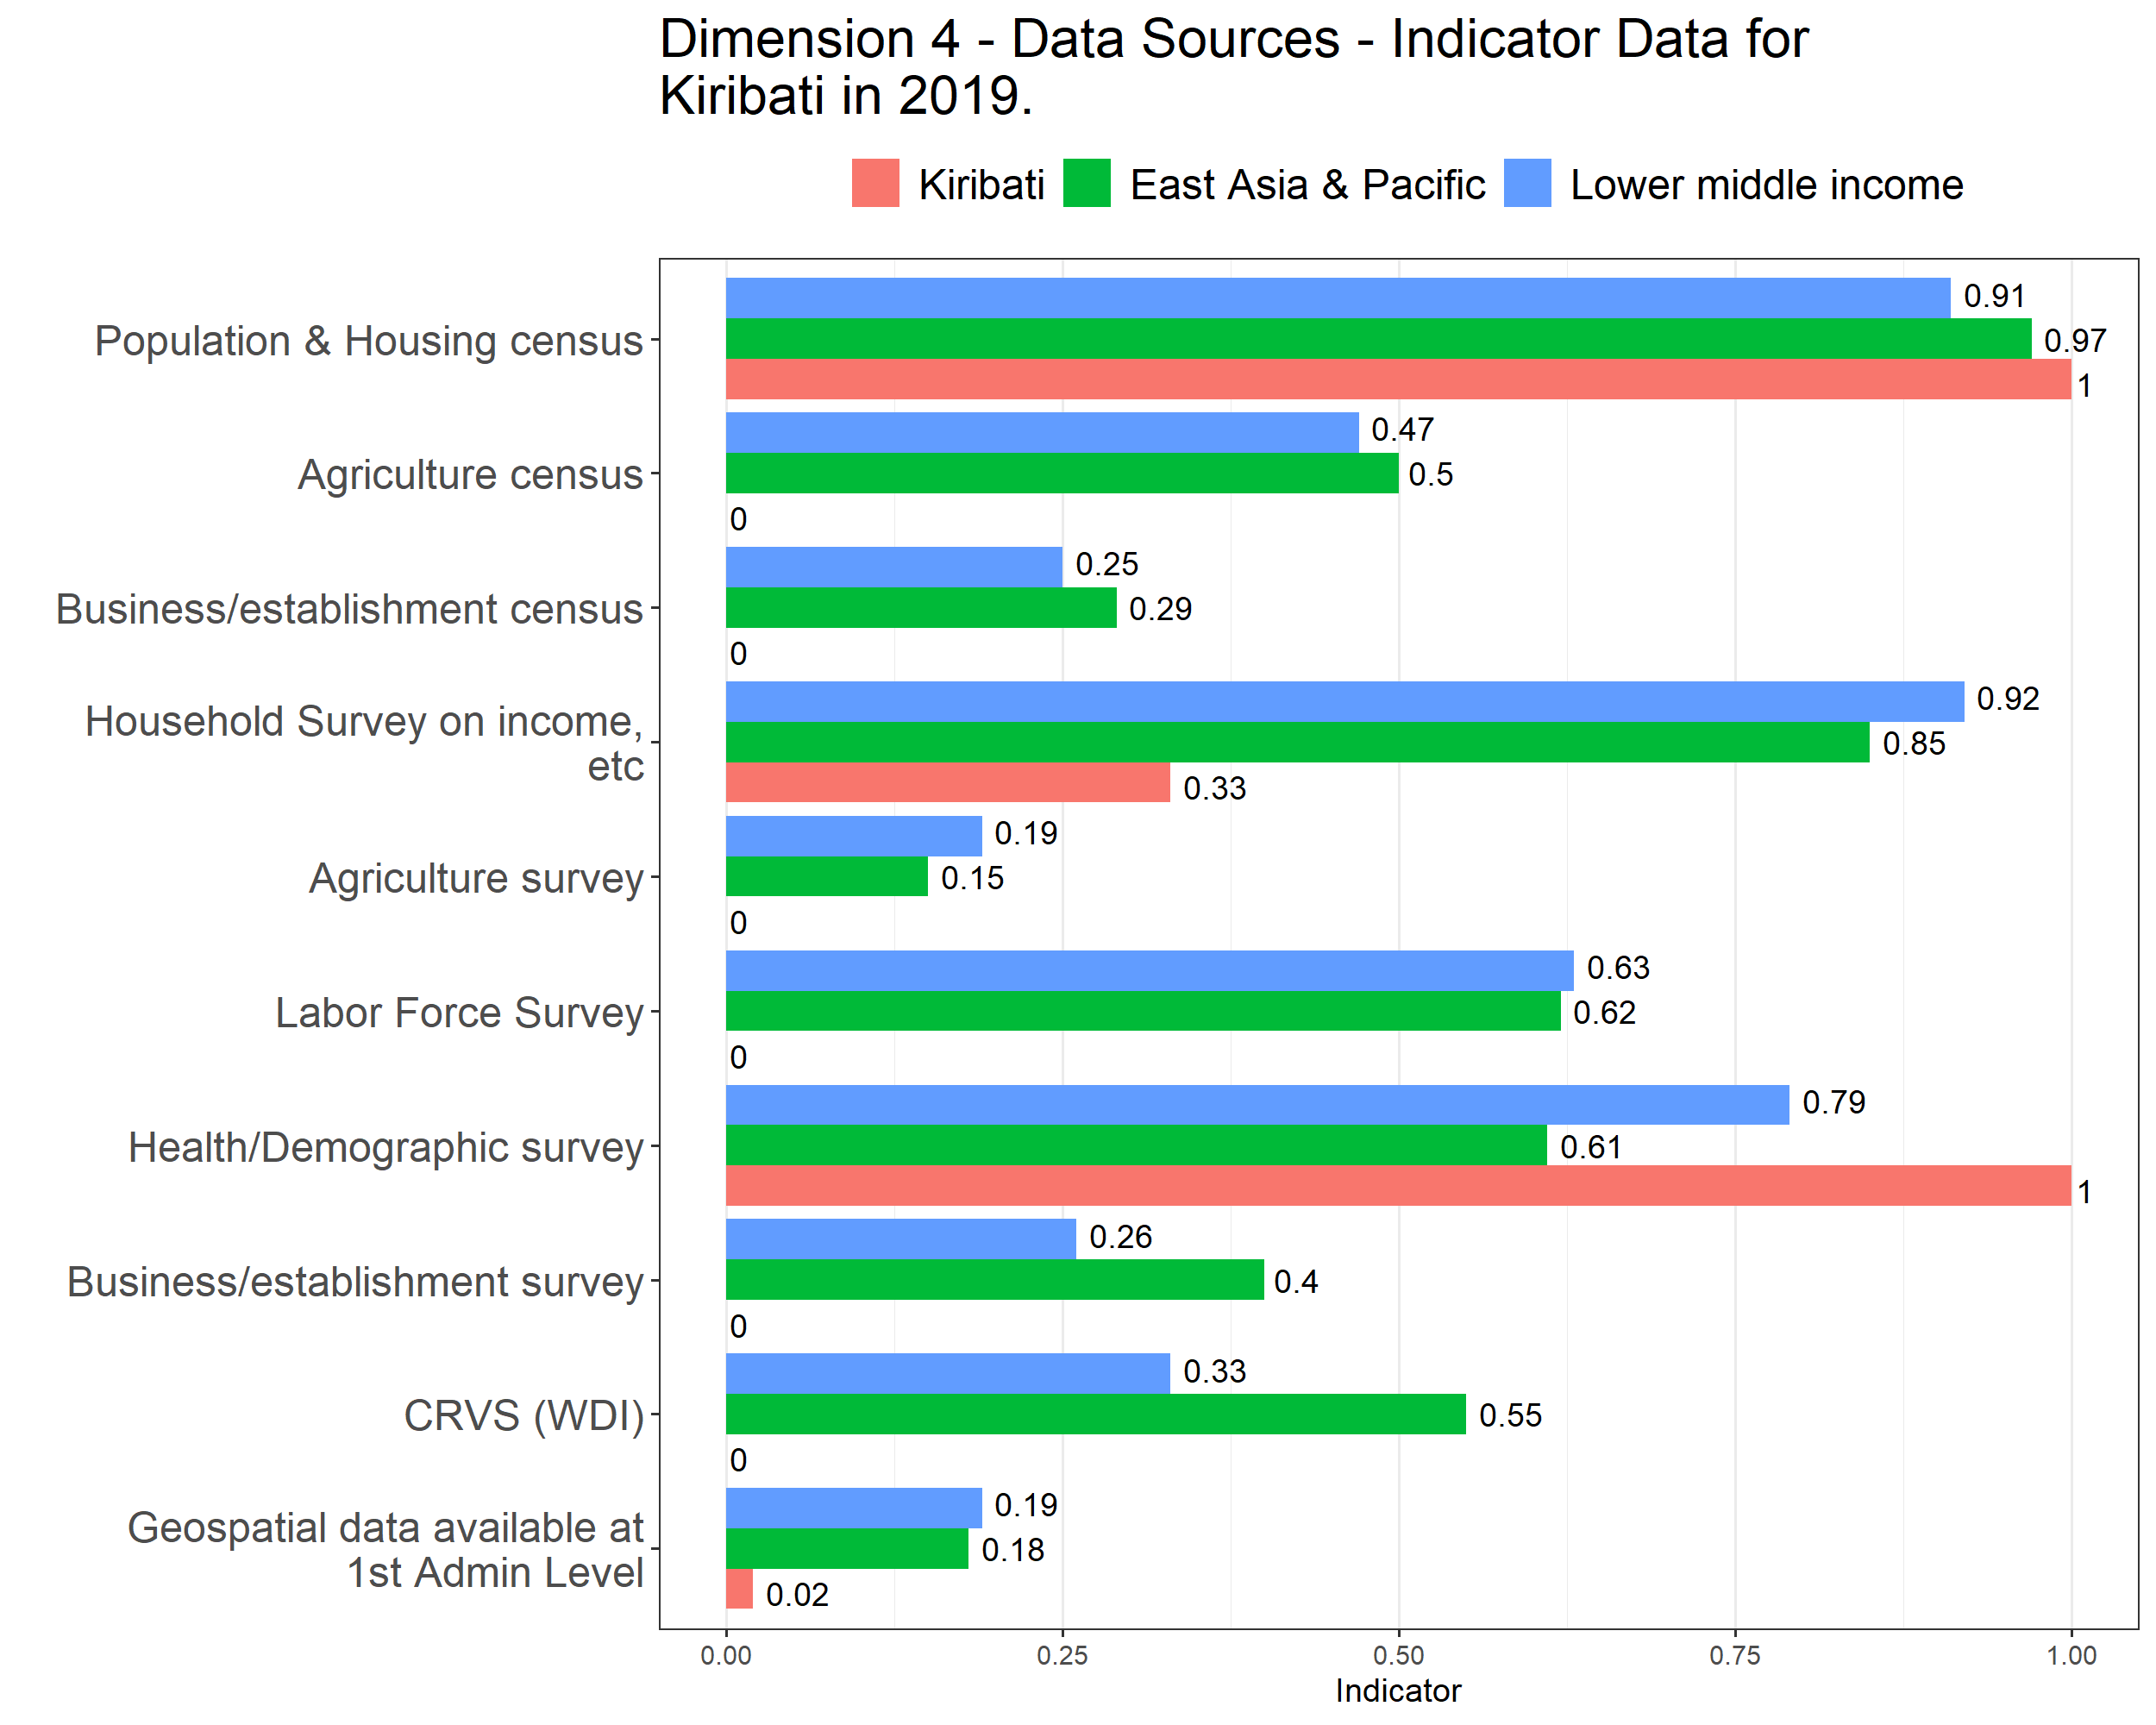 Dimension 4 - Data Sources - Indicator Data for
Kiribati in 2019.
Kiribati
East Asia & Pacific
Lower middle income
Population & Housing census
0.91
0.97
1
Agriculture census
0.47
0.5
0
Business/establishment census
0.25
0.29
0
Household Survey on income,
etc
0.92
0.85
0.33
Agriculture survey
0.19
0.15
0
Labor Force Survey
0.63
0.62
0
Health/Demographic survey
0.79
0.61
1
Business/establishment survey
0.26
0.4
0
CRVS (WDI)
0.33
0.55
0
Geospatial data available at
1st Admin Level
0.19
0.18
0.02
0.00
0.25
0.50
0.75
1.00
Indicator